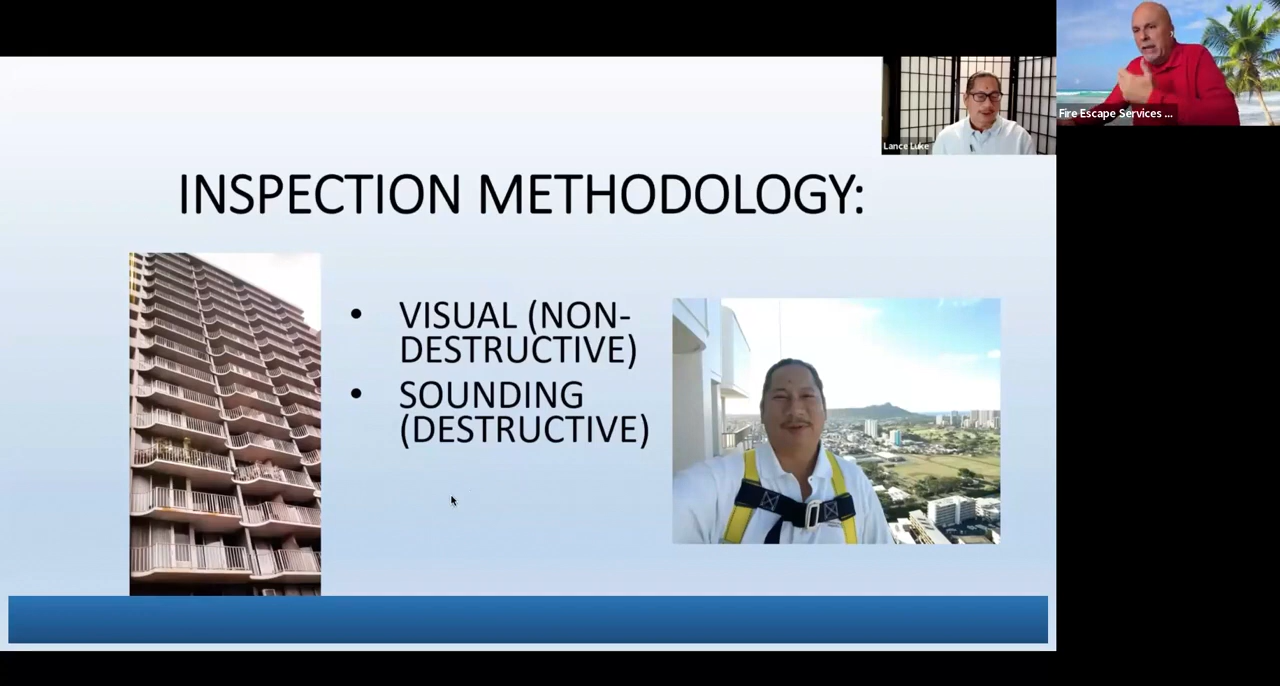 Fire Escape Services ...
Lance Luke
INSPECTION METHODOLOGY:
• VISUAL (NON-
DESTRUCTIVE)
• SOUNDING
(DESTRUCTIVE)